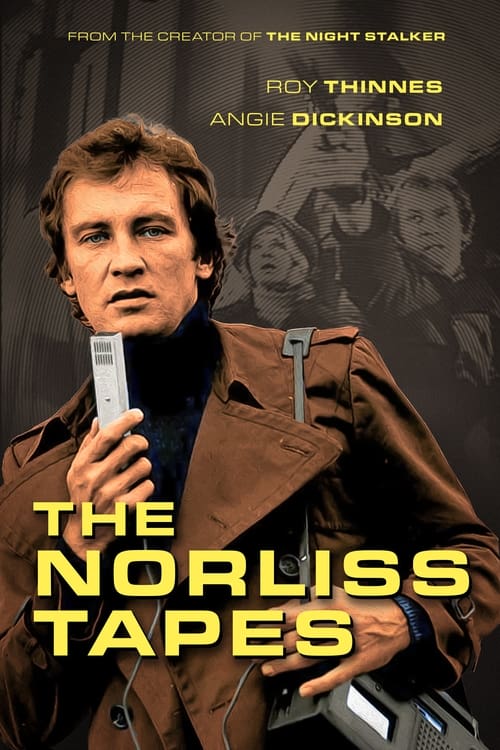 FROM THE CREATOR OF THE NIGHT STALKER
ROY THINNES
ANGIE DICKINSON
THE
NORLISS
TAPES